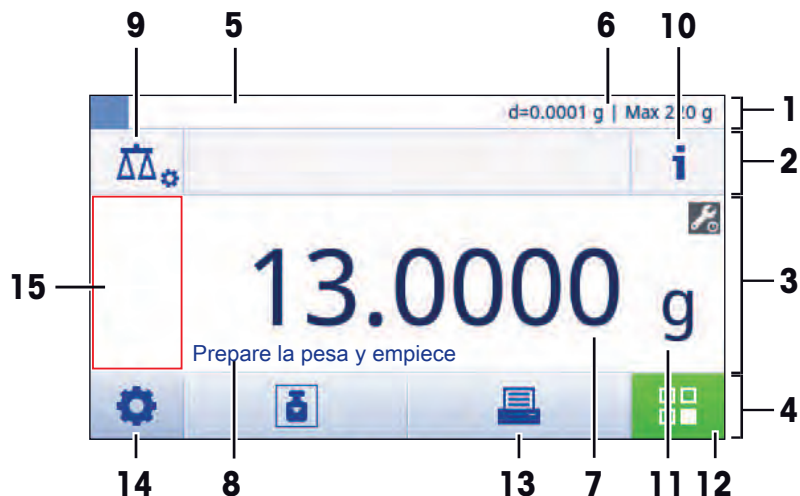 9 5 6 10
d=0.0001 g | Max 220 g 1
2
i
3
15 13.0000 g
Prepare la pesa y empiece
4
14 8 13 7 11 12